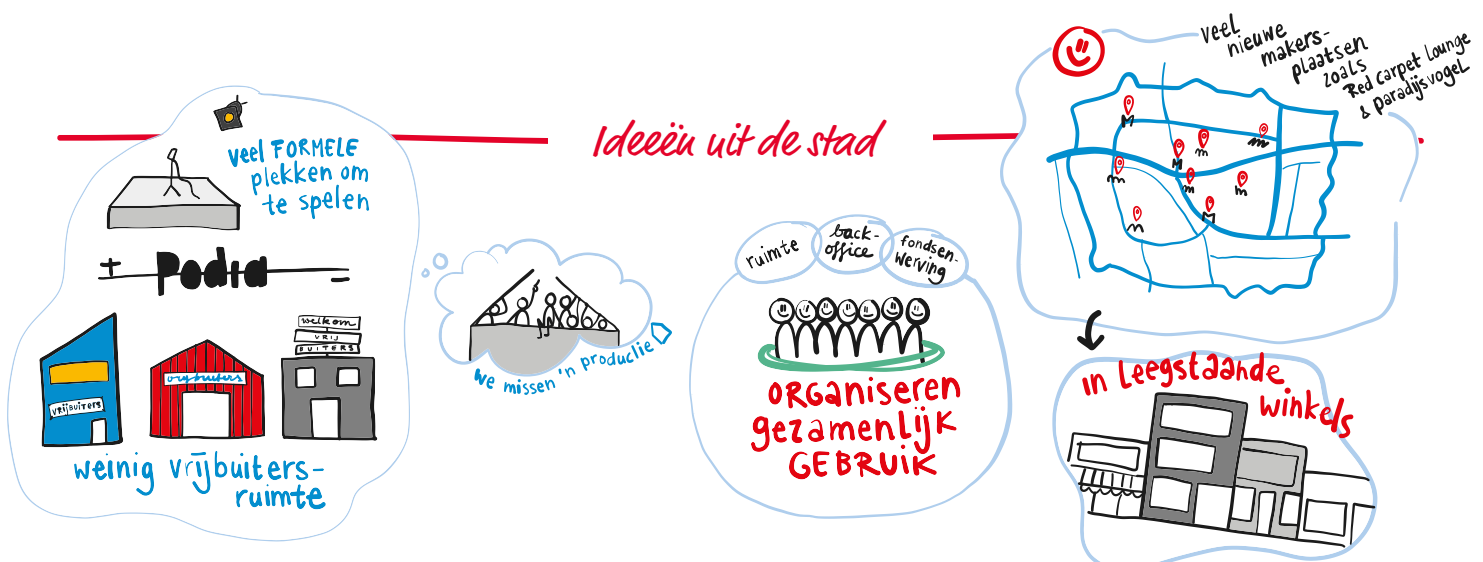 Ideeën uit de stad
veel FORMELE
plekken om
te spelen
+ Podia -
VRIJBUITERS
vrijbuiters
welkom
VRIJ
BUITERS
weinig vrijbuiters-
ruimte
we missen 'n productie
ruimte
back-
office
fondsen-
werving
ORGANISEREN
gezamenlijk
GEBRUIK
veel
nieuwe
makers-
plaatsen
zoals
Red carpet lounge
& paradijsvogel
M
m
m
M
m
m
m
M
m
in leegstaande
winkels